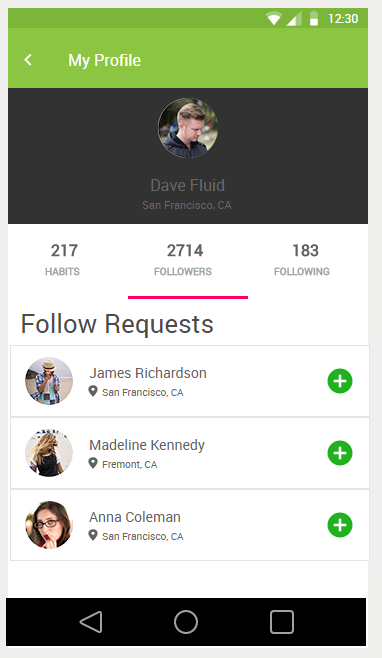 12:30
My Profile
Dave Fluid
San Francisco, CA
217 2714 183
HABITS FOLLOWERS FOLLOWING
Follow Requests
James Richardson
San Francisco, CA
Madeline Kennedy
Fremont, CA
Anna Coleman
San Francisco, CA